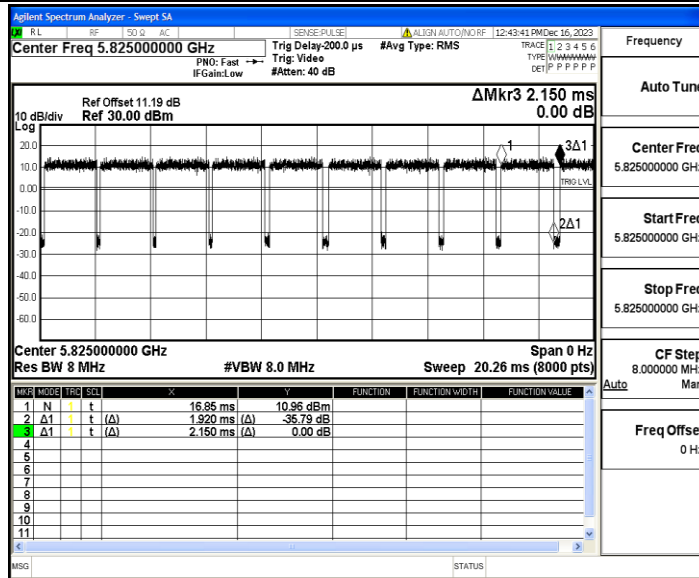 Agilent Spectrum Analyzer - Swept SA
RL RF 50 Ω AC SENSE:PULSE ALIGN AUTO/NO RF 12:43:41 PM Dec 16, 2023
Center Freq 5.825000000 GHz
PNO: Fast
IFGain:Low
Trig Delay-200.0 µs
Trig: Video
#Atten: 40 dB
#Avg Type: RMS
TRACE 1 2 3 4 5 6
TYPE WWWWWW
DET P P P P P P
Ref Offset 11.19 dB
10 dB/div Ref 30.00 dBm
ΔMkr3 2.150 ms
0.00 dB
Log
20.0
10.0
0.00
-10.0
-20.0
-30.0
-40.0
-50.0
-60.0
1
3Δ1
TRIG LVL
2Δ1
Center 5.825000000 GHz Span 0 Hz
Res BW 8 MHz #VBW 8.0 MHz Sweep 20.26 ms (8000 pts)
MKR MODE TRC SCL X Y FUNCTION FUNCTION WIDTH FUNCTION VALUE
1 N 1 t 16.85 ms 10.96 dBm
2 Δ1 1 t (Δ) 1.920 ms (Δ) -35.79 dB
3 Δ1 1 t (Δ) 2.150 ms (Δ) 0.00 dB
4
5
6
7
8
9
10
11
MSG STATUS
Frequency
Auto Tune
Center Freq
5.825000000 GHz
Start Freq
5.825000000 GHz
Stop Freq
5.825000000 GHz
CF Step
8.000000 MHz
Auto Man
Freq Offset
0 Hz